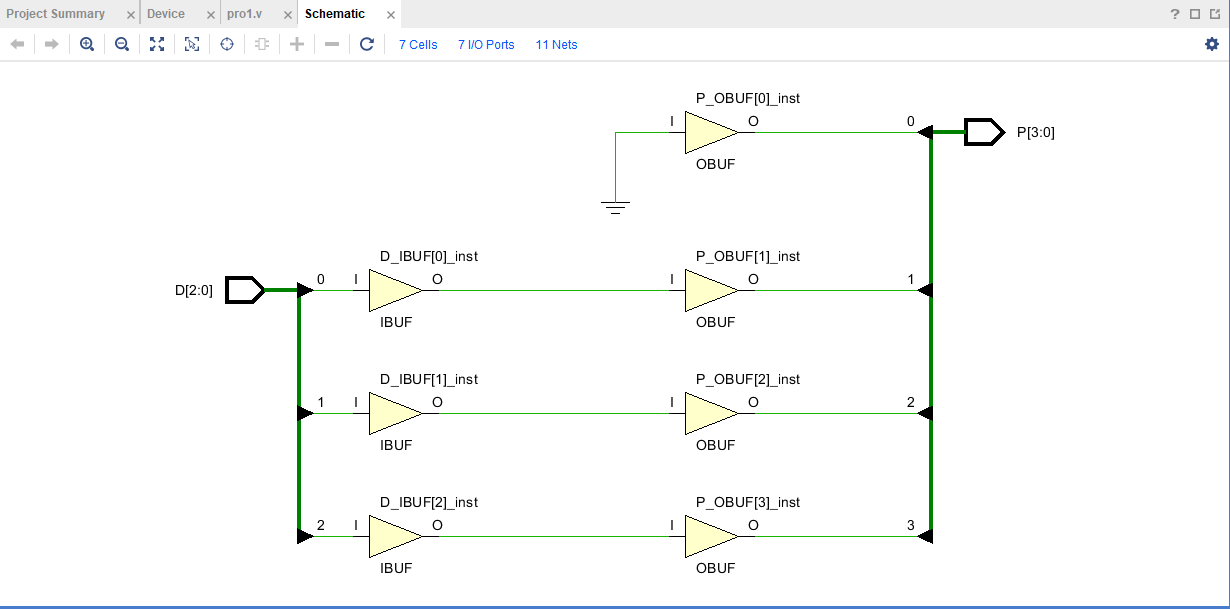 Project Summary × Device × pro1.v × Schematic × ?
7 Cells 7 I/O Ports 11 Nets
P_OBUF[0]_inst
I O 0
P[3:0]
OBUF
D_IBUF[0]_inst P_OBUF[1]_inst
D[2:0] 0 I O I O 1
IBUF OBUF
D_IBUF[1]_inst P_OBUF[2]_inst
1 I O I O 2
IBUF OBUF
D_IBUF[2]_inst P_OBUF[3]_inst
2 I O I O 3
IBUF OBUF